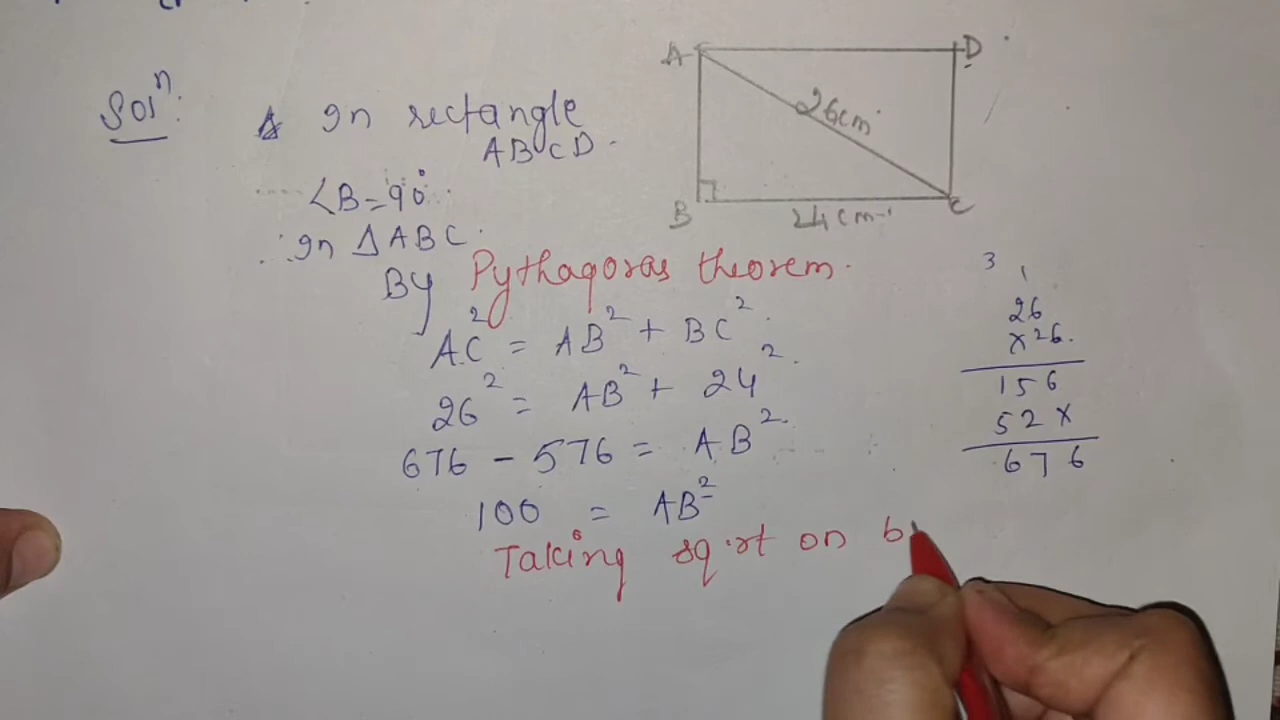 Solⁿ:
In rectangle
ABCD.
∠B=90°
∴ In ΔABC.
By Pythagoras theorem.
AC² = AB² + BC²
26² = AB² + 24²
676 - 576 = AB²
100 = AB²
Taking sq.rt on b
A D
26cm
B C
24cm
3 1
26
×26.
156
52×
676